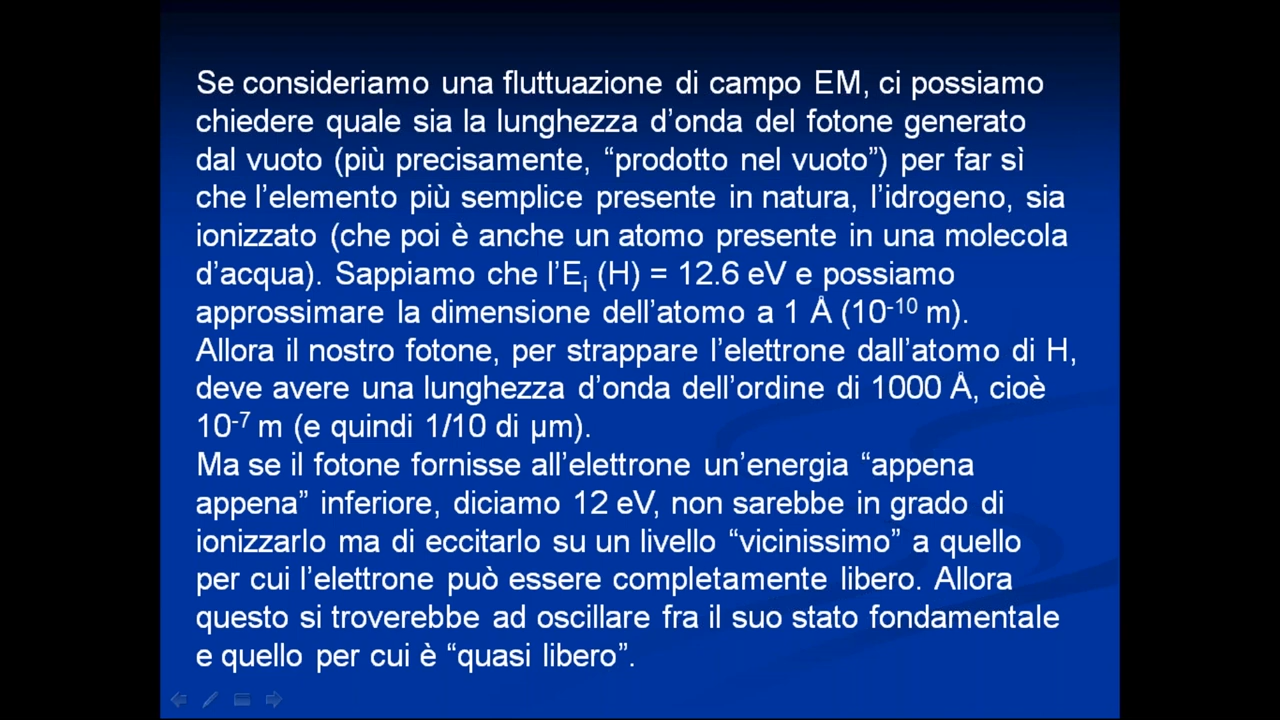 Se consideriamo una fluttuazione di campo EM, ci possiamo
chiedere quale sia la lunghezza d’onda del fotone generato
dal vuoto (più precisamente, “prodotto nel vuoto”) per far sì
che l’elemento più semplice presente in natura, l’idrogeno, sia
ionizzato (che poi è anche un atomo presente in una molecola
d’acqua). Sappiamo che l’Eᵢ (H) = 12.6 eV e possiamo
approssimare la dimensione dell’atomo a 1 Å (10⁻¹⁰ m).
Allora il nostro fotone, per strappare l’elettrone dall’atomo di H,
deve avere una lunghezza d’onda dell’ordine di 1000 Å, cioè
10⁻⁷ m (e quindi 1/10 di µm).
Ma se il fotone fornisse all’elettrone un’energia “appena
appena” inferiore, diciamo 12 eV, non sarebbe in grado di
ionizzarlo ma di eccitarlo su un livello “vicinissimo” a quello
per cui l’elettrone può essere completamente libero. Allora
questo si troverebbe ad oscillare fra il suo stato fondamentale
e quello per cui è “quasi libero”.